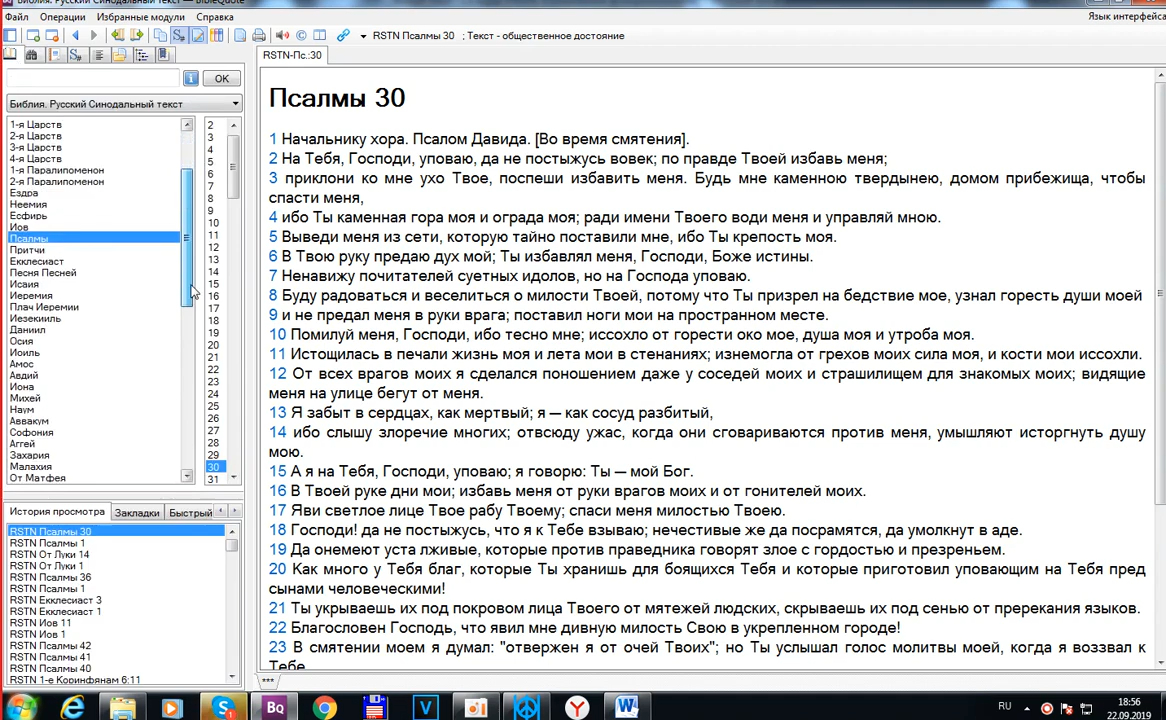 Библия. Русский Синодальный текст — BibleQuote
Файл Операции Избранные модули Справка
Язык интерфейса
RSTN Псалмы 30 ; Текст - общественное достояние
OK
RSTN-Пс.:30
Библия. Русский Синодальный текст
1-я Царств
2-я Царств
3-я Царств
4-я Царств
1-я Паралипоменон
2-я Паралипоменон
Ездра
Неемия
Есфирь
Иов
Псалмы
Притчи
Екклесиаст
Песня Песней
Исаия
Иеремия
Плач Иеремии
Иезекииль
Даниил
Осия
Иоиль
Амос
Авдий
Иона
Михей
Наум
Аввакум
Софония
Аггей
Захария
Малахия
От Матфея
2
3
4
5
6
7
8
9
10
11
12
13
14
15
16
17
18
19
20
21
22
23
24
25
26
27
28
29
30
31
Псалмы 30
1 Начальнику хора. Псалом Давида. [Во время смятения].
2 На Тебя, Господи, уповаю, да не постыжусь вовек; по правде Твоей избавь меня;
3 приклони ко мне ухо Твое, поспеши избавить меня. Будь мне каменною твердынею, домом прибежища, чтобы
спасти меня,
4 ибо Ты каменная гора моя и ограда моя; ради имени Твоего води меня и управляй мною.
5 Выведи меня из сети, которую тайно поставили мне, ибо Ты крепость моя.
6 В Твою руку предаю дух мой; Ты избавлял меня, Господи, Боже истины.
7 Ненавижу почитателей суетных идолов, но на Господа уповаю.
8 Буду радоваться и веселиться о милости Твоей, потому что Ты призрел на бедствие мое, узнал горесть души моей
9 и не предал меня в руки врага; поставил ноги мои на пространном месте.
10 Помилуй меня, Господи, ибо тесно мне; иссохло от горести око мое, душа моя и утроба моя.
11 Истощилась в печали жизнь моя и лета мои в стенаниях; изнемогла от грехов моих сила моя, и кости мои иссохли.
12 От всех врагов моих я сделался поношением даже у соседей моих и страшилищем для знакомых моих; видящие
меня на улице бегут от меня.
13 Я забыт в сердцах, как мертвый; я — как сосуд разбитый,
14 ибо слышу злоречие многих; отвсюду ужас, когда они сговариваются против меня, умышляют исторгнуть душу
мою.
15 А я на Тебя, Господи, уповаю; я говорю: Ты — мой Бог.
16 В Твоей руке дни мои; избавь меня от руки врагов моих и от гонителей моих.
17 Яви светлое лице Твое рабу Твоему; спаси меня милостью Твоею.
18 Господи! да не постыжусь, что я к Тебе взываю; нечестивые же да посрамятся, да умолкнут в аде.
19 Да онемеют уста лживые, которые против праведника говорят злое с гордостью и презреньем.
20 Как много у Тебя благ, которые Ты хранишь для боящихся Тебя и которые приготовил уповающим на Тебя пред
сынами человеческими!
21 Ты укрываешь их под покровом лица Твоего от мятежей людских, скрываешь их под сенью от пререкания языков.
22 Благословен Господь, что явил мне дивную милость Свою в укрепленном городе!
23 В смятении моем я думал: "отвержен я от очей Твоих"; но Ты услышал голос молитвы моей, когда я воззвал к
Тебе.
История просмотра Закладки Быстрый
RSTN Псалмы 30
RSTN Псалмы 1
RSTN От Луки 14
RSTN От Луки 1
RSTN Псалмы 36
RSTN Псалмы 1
RSTN Екклесиаст 3
RSTN Екклесиаст 1
RSTN Иов 11
RSTN Иов 1
RSTN Псалмы 42
RSTN Псалмы 41
RSTN Псалмы 40
RSTN 1-е Коринфянам 6:11
***
RU
18:56
22.09.2019